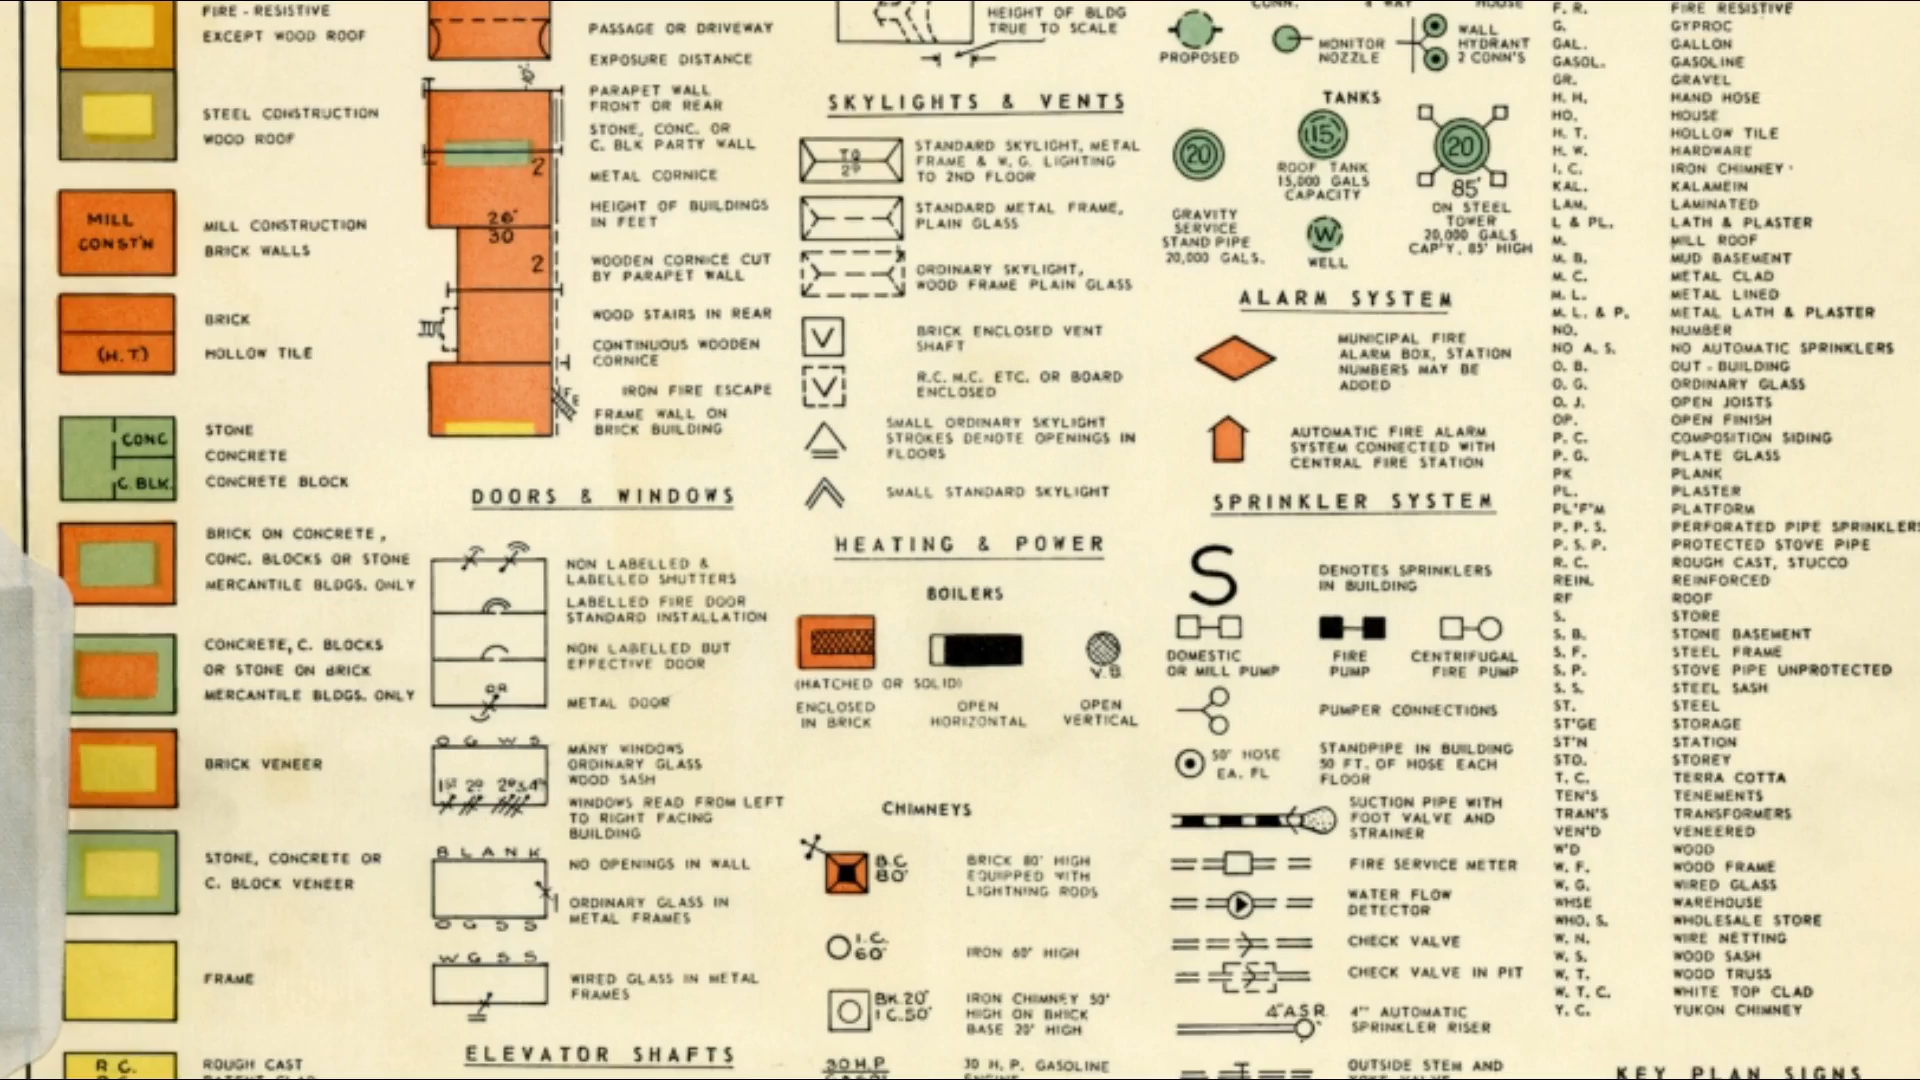 FIRE - RESISTIVE
EXCEPT WOOD ROOF
STEEL CONSTRUCTION
WOOD ROOF
MILL
CONST'N
MILL CONSTRUCTION
BRICK WALLS
BRICK
(H.T.)
HOLLOW TILE
CONC
C. BLK.
STONE
CONCRETE
CONCRETE BLOCK
BRICK ON CONCRETE,
CONC. BLOCKS OR STONE
MERCANTILE BLDGS. ONLY
CONCRETE, C. BLOCKS
OR STONE ON BRICK
MERCANTILE BLDGS. ONLY
BRICK VENEER
STONE, CONCRETE OR
C. BLOCK VENEER
FRAME
R C.
ROUGH CAST
PASSAGE OR DRIVEWAY
EXPOSURE DISTANCE
PARAPET WALL
FRONT OR REAR
STONE, CONC. OR
C. BLK PARTY WALL
2
METAL CORNICE
26'
30
HEIGHT OF BUILDINGS
IN FEET
2
WOODEN CORNICE CUT
BY PARAPET WALL
WOOD STAIRS IN REAR
CONTINUOUS WOODEN
CORNICE
IRON FIRE ESCAPE
F
E
FRAME WALL ON
BRICK BUILDING
DOORS & WINDOWS
NON LABELLED &
LABELLED SHUTTERS
LABELLED FIRE DOOR
STANDARD INSTALLATION
NON LABELLED BUT
EFFECTIVE DOOR
OR
METAL DOOR
O G W S
MANY WINDOWS
ORDINARY GLASS
WOOD SASH
WINDOWS READ FROM LEFT
TO RIGHT FACING
BUILDING
BLANK
NO OPENINGS IN WALL
ORDINARY GLASS IN
METAL FRAMES
O G S S
W G S S
WIRED GLASS IN METAL
FRAMES
ELEVATOR SHAFTS
HEIGHT OF BLDG
TRUE TO SCALE
SKYLIGHTS & VENTS
STANDARD SKYLIGHT, METAL
FRAME & W. G. LIGHTING
TO 2ND FLOOR
STANDARD METAL FRAME,
PLAIN GLASS
ORDINARY SKYLIGHT,
WOOD FRAME PLAIN GLASS
V
BRICK ENCLOSED VENT
SHAFT
V
R.C. M.C. ETC. OR BOARD
ENCLOSED
SMALL ORDINARY SKYLIGHT
STROKES DENOTE OPENINGS IN
FLOORS
SMALL STANDARD SKYLIGHT
HEATING & POWER
BOILERS
V.B.
(HATCHED OR SOLID)
ENCLOSED
IN BRICK
OPEN
HORIZONTAL
OPEN
VERTICAL
CHIMNEYS
B.C
80'
BRICK 80' HIGH
EQUIPPED WITH
LIGHTNING RODS
I.C.
60'
IRON 60' HIGH
BK. 20'
I C. 50'
IRON CHIMNEY 50'
HIGH ON BRICK
BASE 20' HIGH
30 H.P
30 H. P. GASOLINE
PROPOSED
MONITOR
NOZZLE
WALL
HYDRANT
2 CONN'S
TANKS
20
GRAVITY
SERVICE
STAND PIPE
20,000 GALS.
15
ROOF TANK
15,000 GALS
CAPACITY
W
WELL
20
85'
ON STEEL
TOWER
20,000 GALS
CAP'Y. 85' HIGH
ALARM SYSTEM
MUNICIPAL FIRE
ALARM BOX, STATION
NUMBERS MAY BE
ADDED
AUTOMATIC FIRE ALARM
SYSTEM CONNECTED WITH
CENTRAL FIRE STATION
SPRINKLER SYSTEM
S
DENOTES SPRINKLERS
IN BUILDING
DOMESTIC
OR MILL PUMP
FIRE
PUMP
CENTRIFUGAL
FIRE PUMP
PUMPER CONNECTIONS
50' HOSE
EA. FL
STANDPIPE IN BUILDING
50 FT. OF HOSE EACH
FLOOR
SUCTION PIPE WITH
FOOT VALVE AND
STRAINER
FIRE SERVICE METER
WATER FLOW
DETECTOR
CHECK VALVE
CHECK VALVE IN PIT
4"A.S.R.
4" AUTOMATIC
SPRINKLER RISER
OUTSIDE STEM AND
F. R. FIRE RESISTIVE
G. GYPROC
GAL. GALLON
GASOL. GASOLINE
GR. GRAVEL
H. H. HAND HOSE
HO. HOUSE
H. T. HOLLOW TILE
H. W. HARDWARE
I. C. IRON CHIMNEY
KAL. KALAMEIN
LAM. LAMINATED
L & PL. LATH & PLASTER
M. MILL ROOF
M. B. MUD BASEMENT
M. C. METAL CLAD
M. L. METAL LINED
M. L. & P. METAL LATH & PLASTER
NO. NUMBER
NO A. S. NO AUTOMATIC SPRINKLERS
O. B. OUT - BUILDING
O. G. ORDINARY GLASS
O. J. OPEN JOISTS
OP. OPEN FINISH
P. C. COMPOSITION SIDING
P. G. PLATE GLASS
PK PLANK
PL. PLASTER
PL'F'M PLATFORM
P. P. S. PERFORATED PIPE SPRINKLERS
P. S. P. PROTECTED STOVE PIPE
R. C. ROUGH CAST, STUCCO
REIN. REINFORCED
RF ROOF
S. STORE
S. B. STONE BASEMENT
S. F. STEEL FRAME
S. P. STOVE PIPE UNPROTECTED
S. S. STEEL SASH
ST. STEEL
ST'GE STORAGE
ST'N STATION
STO. STOREY
T. C. TERRA COTTA
TEN'S TENEMENTS
TRAN'S TRANSFORMERS
VEN'D VENEERED
W'D WOOD
W. F. WOOD FRAME
W. G. WIRED GLASS
WHSE WAREHOUSE
WHO. S. WHOLESALE STORE
W. N. WIRE NETTING
W. S. WOOD SASH
W. T. WOOD TRUSS
W. T. C. WHITE TOP CLAD
Y. C. YUKON CHIMNEY
KEY PLAN SIGNS